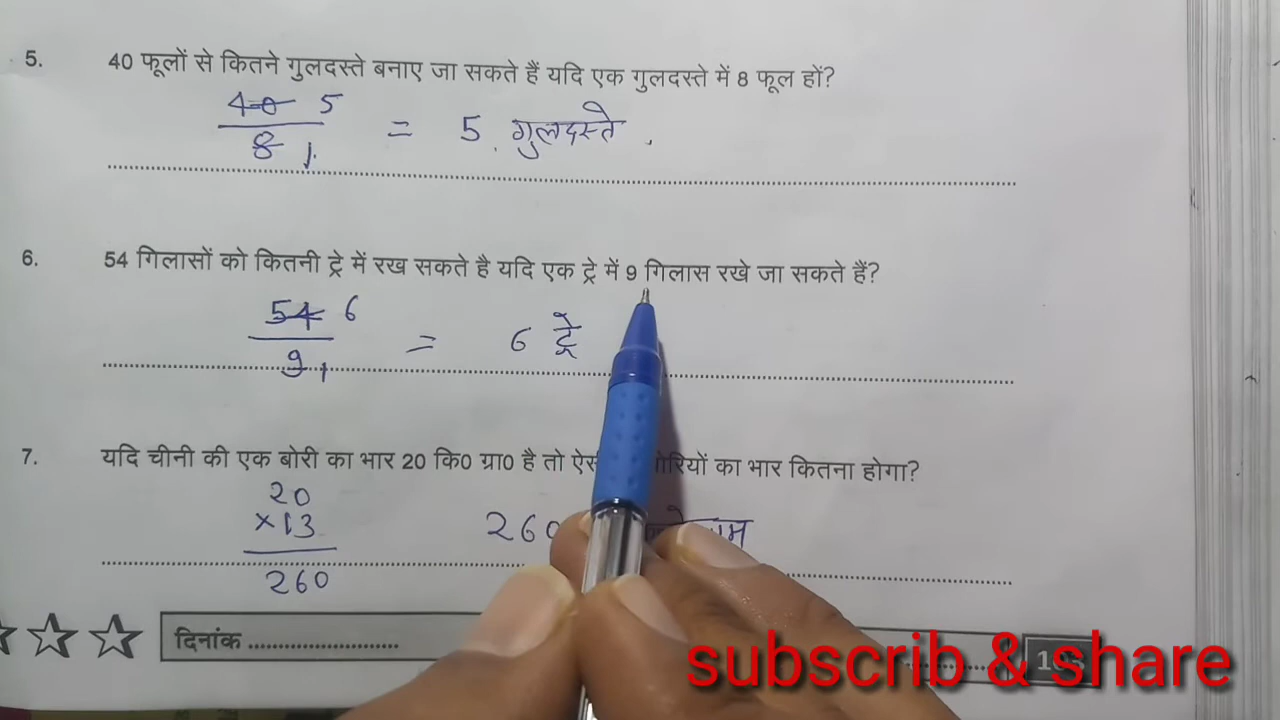 5. 40 फूलों से कितने गुलदस्ते बनाए जा सकते हैं यदि एक गुलदस्ते में 8 फूल हों?
40 5
8 1 = 5 गुलदस्ते
6. 54 गिलासों को कितनी ट्रे में रख सकते है यदि एक ट्रे में 9 गिलास रखे जा सकते हैं?
54 6
9 1 = 6 ट्रे
7. यदि चीनी की एक बोरी का भार 20 कि0 ग्रा0 है तो का भार कितना होगा?
20
×13
260
260
दिनांक
subscrib & share